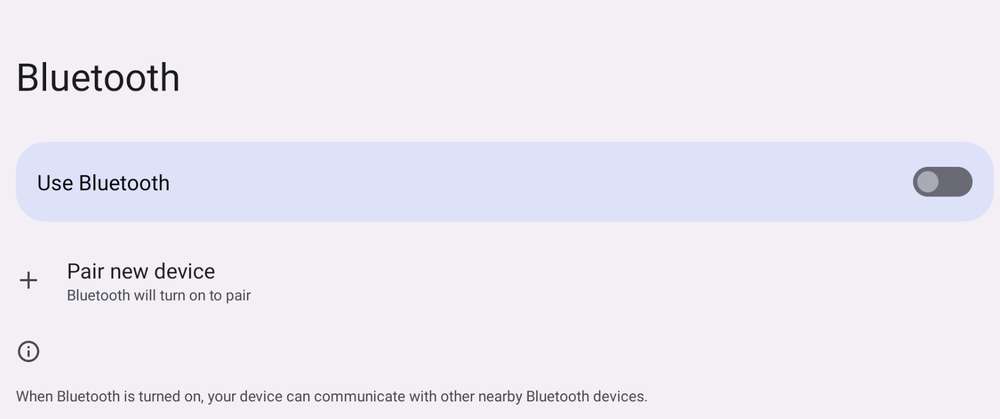 Bluetooth
Use Bluetooth
Pair new device
Bluetooth will turn on to pair
When Bluetooth is turned on, your device can communicate with other nearby Bluetooth devices.